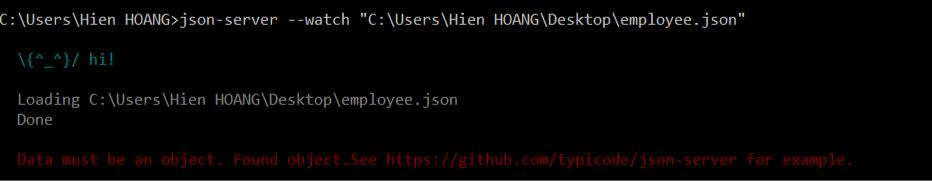 C:\Users\Hien HOANG>json-server --watch "C:\Users\Hien HOANG\Desktop\employee.json"
\{^_^}/ hi!
Loading C:\Users\Hien HOANG\Desktop\employee.json
Done
Data must be an object. Found object.See https://github.com/typicode/json-server for example.